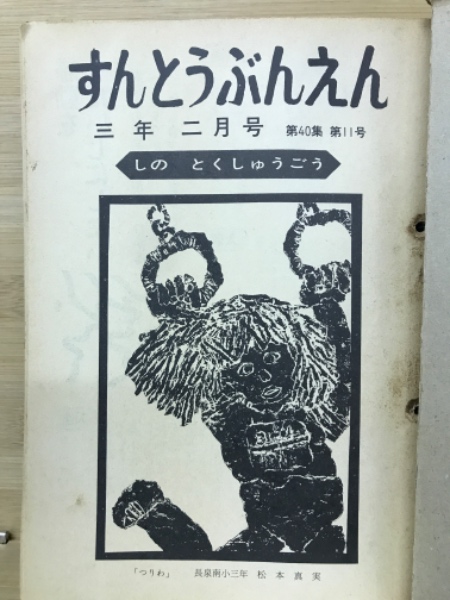 すんとうぶんえん
三年 二月号 第40集 第11号
しの とくしゅうごう
「つりわ」 長泉南小三年 松本真実